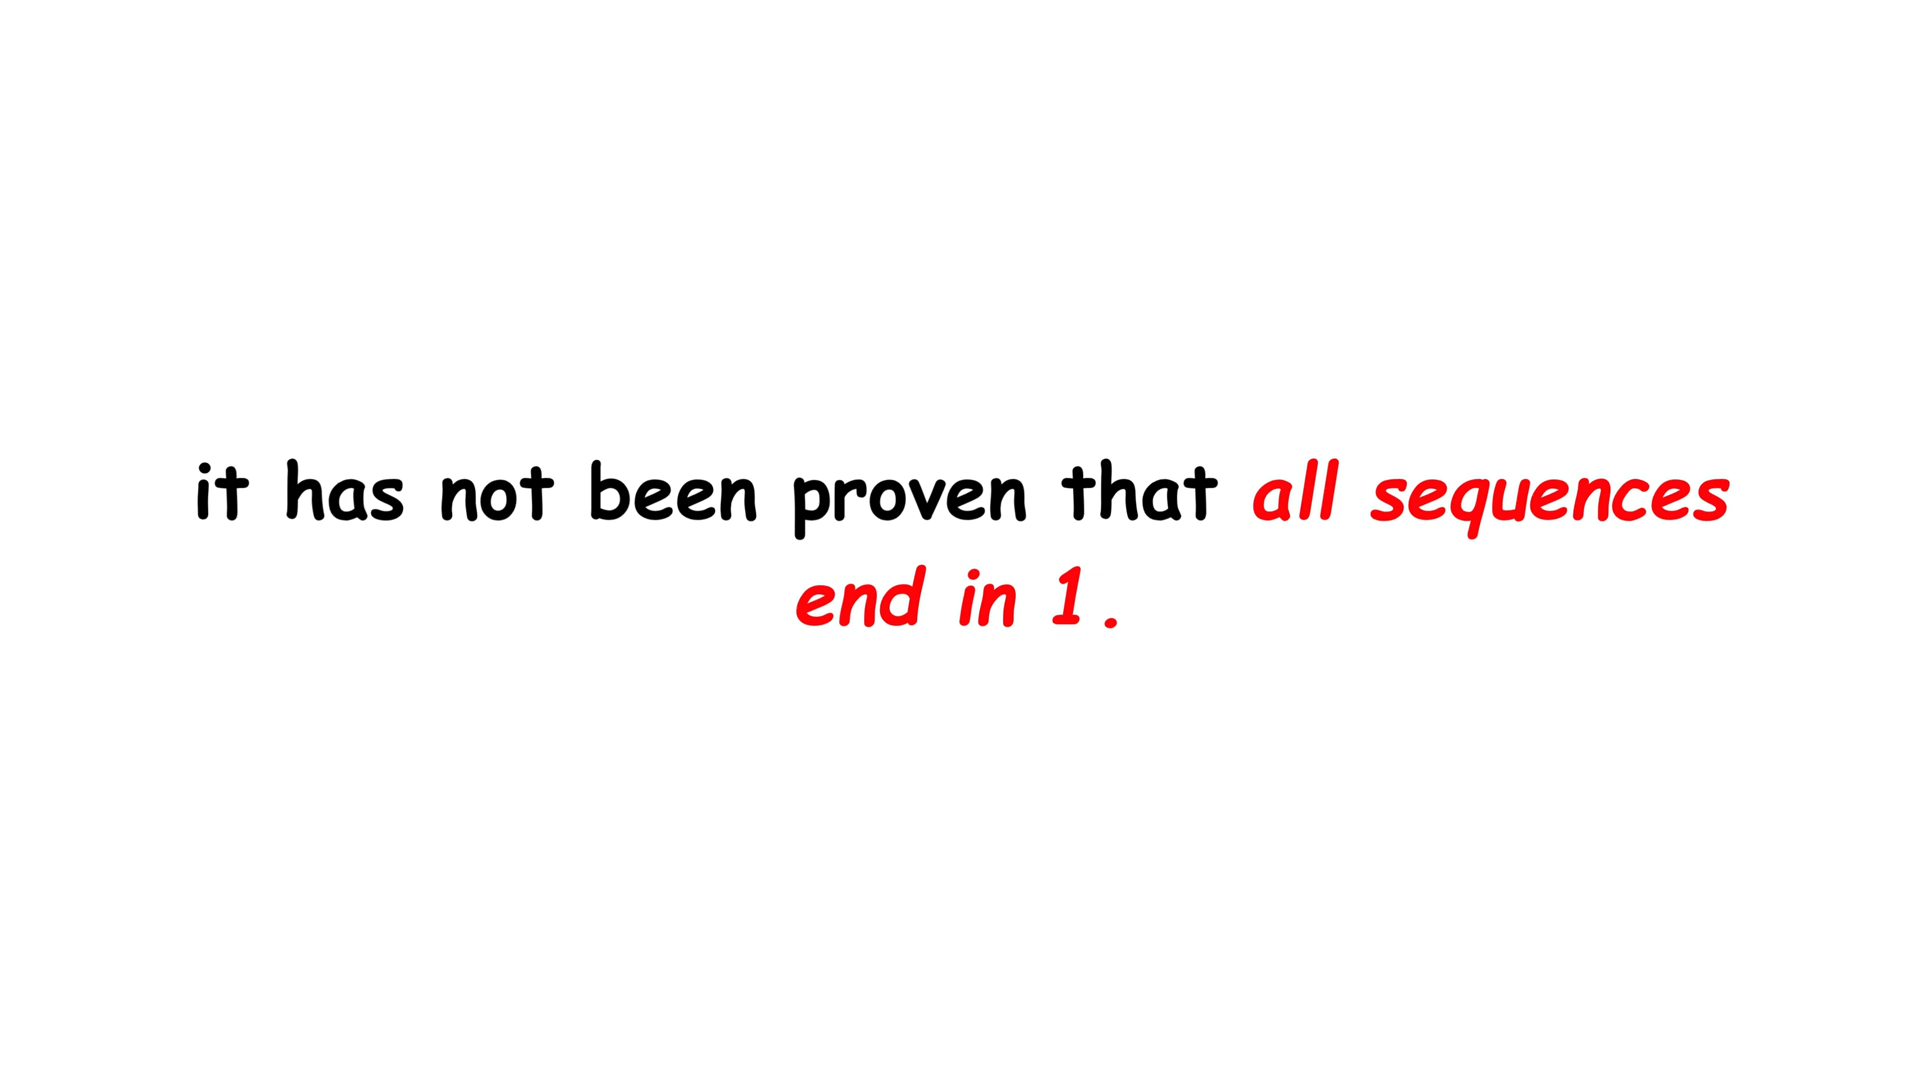 it has not been proven that all sequences
end in 1.